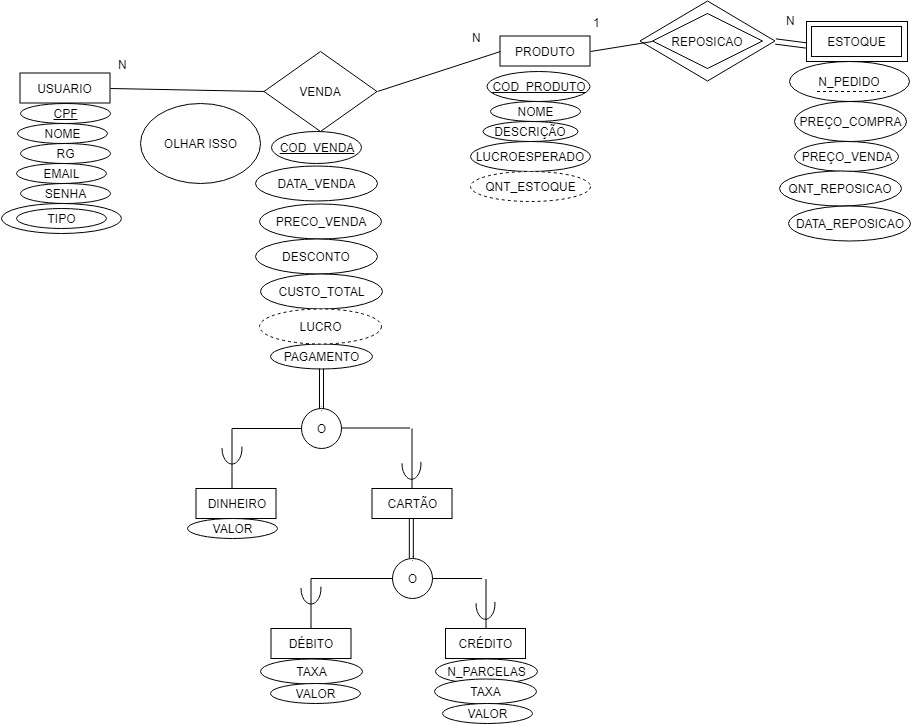 N
N
1
N
USUARIO
VENDA
PRODUTO
REPOSICAO
ESTOQUE
CPF
NOME
RG
EMAIL
SENHA
TIPO
OLHAR ISSO
COD_VENDA
DATA_VENDA
PRECO_VENDA
DESCONTO
CUSTO_TOTAL
LUCRO
PAGAMENTO
COD_PRODUTO
NOME
DESCRIÇÃO
LUCROESPERADO
QNT_ESTOQUE
N_PEDIDO
PREÇO_COMPRA
PREÇO_VENDA
QNT_REPOSICAO
DATA_REPOSICAO
O
DINHEIRO
VALOR
CARTÃO
O
DÉBITO
TAXA
VALOR
CRÉDITO
N_PARCELAS
TAXA
VALOR